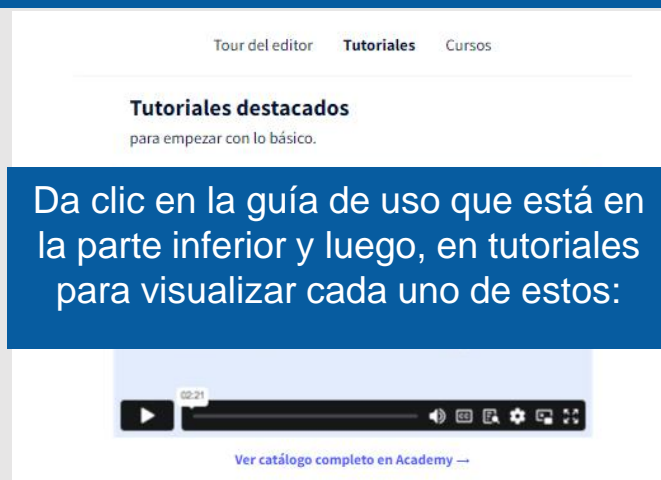 Tour del editor Tutoriales Cursos
Tutoriales destacados
para empezar con lo básico.
Da clic en la guía de uso que está en
la parte inferior y luego, en tutoriales
para visualizar cada uno de estos:
02:21
CC
Ver catálogo completo en Academy →